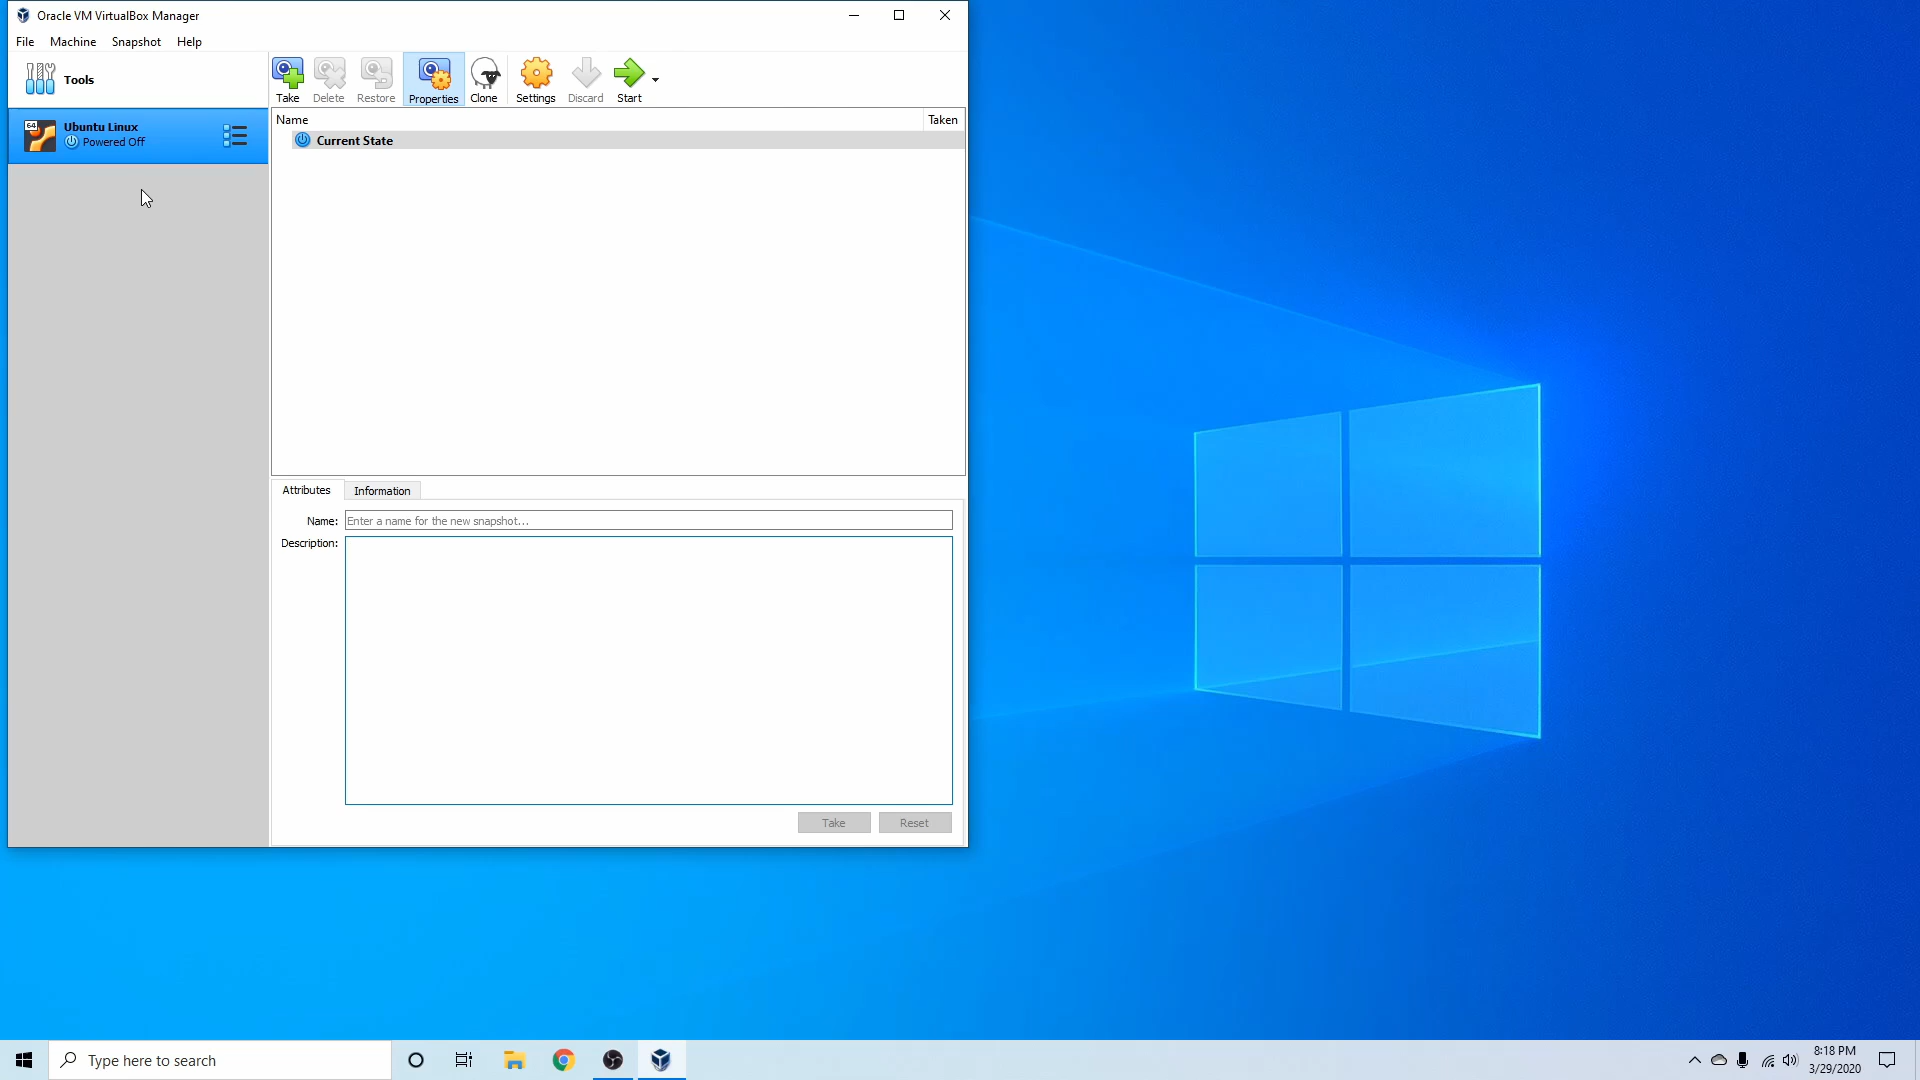 Oracle VM VirtualBox Manager
File Machine Snapshot Help
Tools
Take Delete Restore Properties Clone Settings Discard Start
64
Ubuntu Linux
Powered Off
Name Taken
Current State
Attributes Information
Name: Enter a name for the new snapshot...
Description:
Take Reset
Type here to search
8:18 PM
3/29/2020